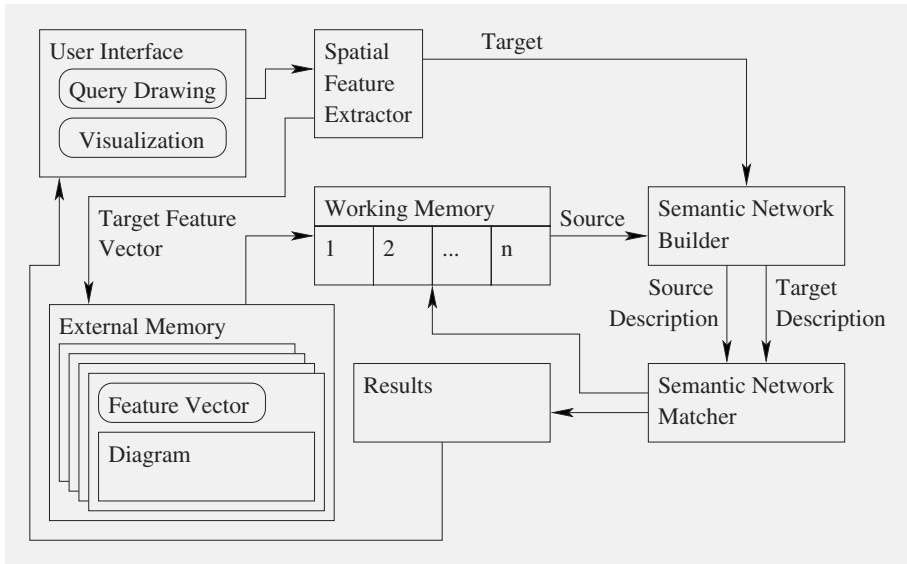 User Interface
Query Drawing
Visualization
Spatial
Feature
Extractor
Target
Target Feature
Vector
Working Memory
1 2 ... n
Source
Semantic Network
Builder
Source
Description
Target
Description
External Memory
Feature Vector
Diagram
Results
Semantic Network
Matcher